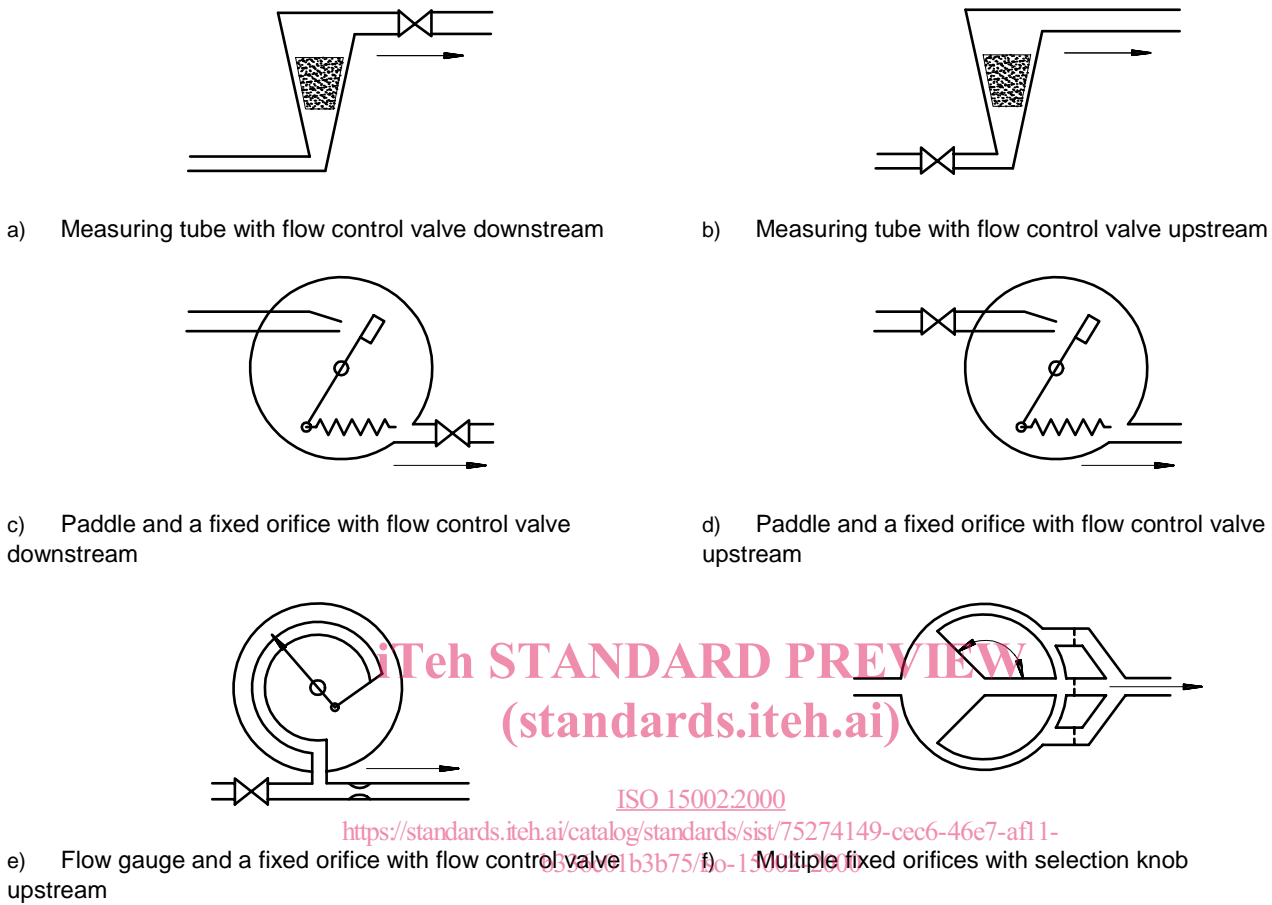 a) Measuring tube with flow control valve downstream
b) Measuring tube with flow control valve upstream
c) Paddle and a fixed orifice with flow control valve
downstream
d) Paddle and a fixed orifice with flow control valve
upstream
iTeh STANDARD PREVIEW
(standards.iteh.ai)
ISO 15002:2000
https://standards.iteh.ai/catalog/standards/sist/75274149-cec6-46e7-af11-
e) Flow gauge and a fixed orifice with flow control valve
upstream
f) Multiple fixed orifices with selection knob